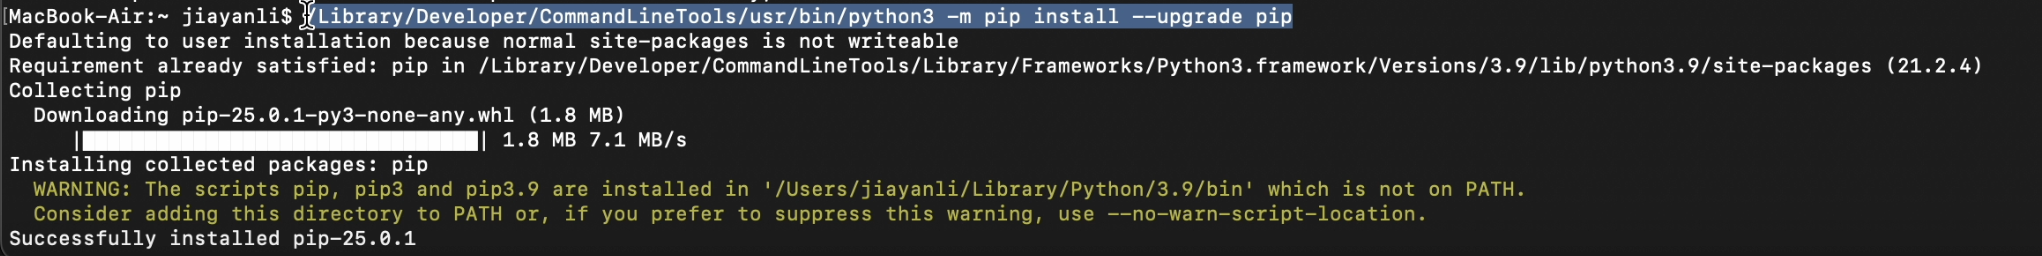 [MacBook-Air:~ jiayanli$ /Library/Developer/CommandLineTools/usr/bin/python3 -m pip install --upgrade pip
Defaulting to user installation because normal site-packages is not writeable
Requirement already satisfied: pip in /Library/Developer/CommandLineTools/Library/Frameworks/Python3.framework/Versions/3.9/lib/python3.9/site-packages (21.2.4)
Collecting pip
  Downloading pip-25.0.1-py3-none-any.whl (1.8 MB)
     |████████████████████████████████| 1.8 MB 7.1 MB/s
Installing collected packages: pip
  WARNING: The scripts pip, pip3 and pip3.9 are installed in '/Users/jiayanli/Library/Python/3.9/bin' which is not on PATH.
  Consider adding this directory to PATH or, if you prefer to suppress this warning, use --no-warn-script-location.
Successfully installed pip-25.0.1